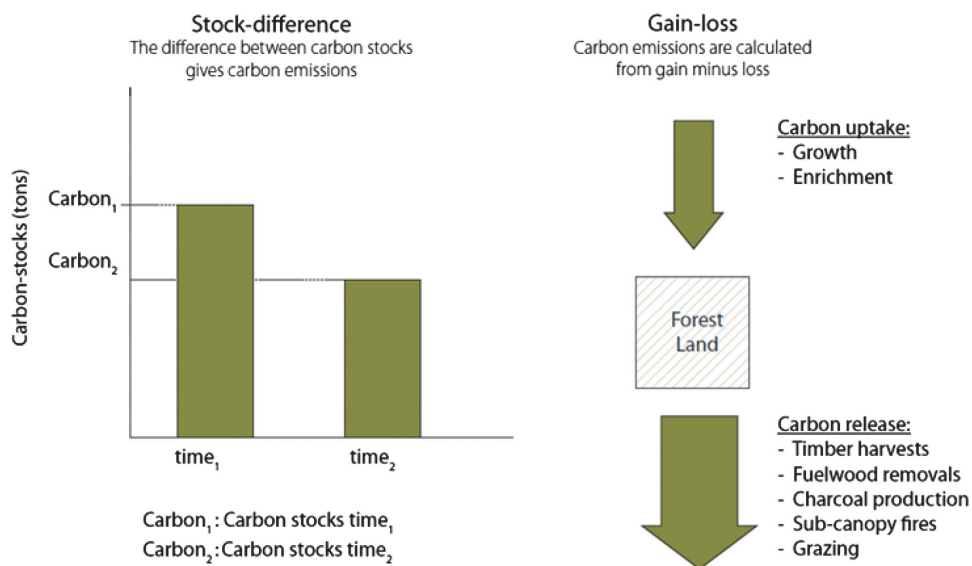 Stock-difference
The difference between carbon stocks
gives carbon emissions
Carbon-stocks (tons)
Carbon₁
Carbon₂
time₁
time₂
Carbon₁ : Carbon stocks time₁
Carbon₂ : Carbon stocks time₂
Gain-loss
Carbon emissions are calculated
from gain minus loss
Carbon uptake:
- Growth
- Enrichment
Forest
Land
Carbon release:
- Timber harvests
- Fuelwood removals
- Charcoal production
- Sub-canopy fires
- Grazing